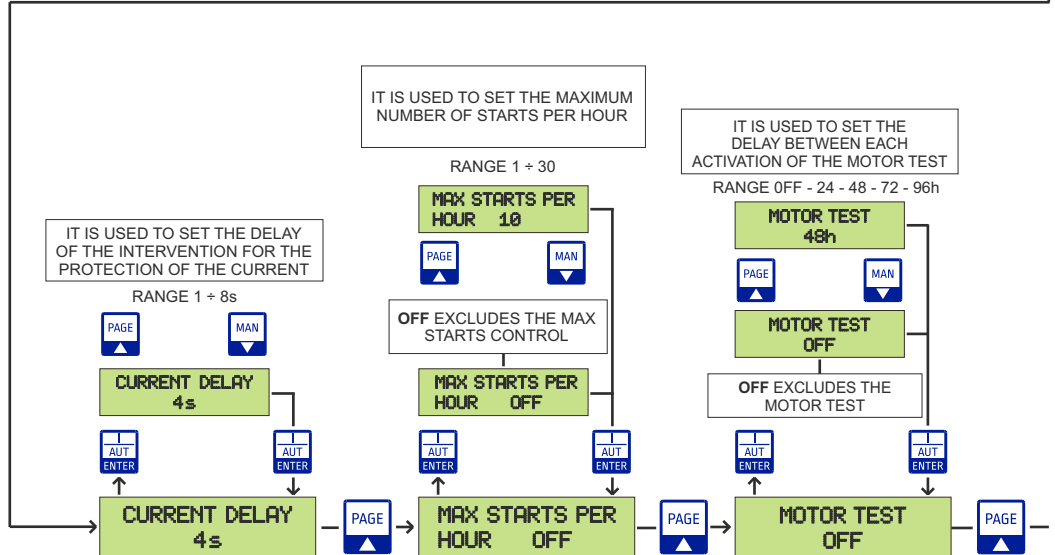 IT IS USED TO SET THE MAXIMUM
NUMBER OF STARTS PER HOUR
RANGE 1 ÷ 30
MAX STARTS PER
HOUR 10
PAGE
MAN
OFF EXCLUDES THE MAX
STARTS CONTROL
MAX STARTS PER
HOUR OFF
IT IS USED TO SET THE
DELAY BETWEEN EACH
ACTIVATION OF THE MOTOR TEST
RANGE 0FF - 24 - 48 - 72 - 96h
MOTOR TEST
48h
PAGE
MAN
MOTOR TEST
OFF
OFF EXCLUDES THE
MOTOR TEST
IT IS USED TO SET THE DELAY
OF THE INTERVENTION FOR THE
PROTECTION OF THE CURRENT
RANGE 1 ÷ 8s
PAGE
MAN
CURRENT DELAY
4s
AUT
ENTER
AUT
ENTER
AUT
ENTER
AUT
ENTER
AUT
ENTER
AUT
ENTER
CURRENT DELAY
4s
PAGE
MAX STARTS PER
HOUR OFF
PAGE
MOTOR TEST
OFF
PAGE